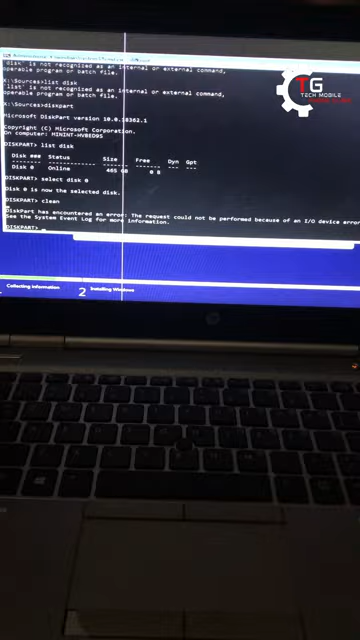 'disk' is not recognized as an internal or external command,
operable program or batch file.
X:\Sources>list disk
'list' is not recognized as an internal or external command,
operable program or batch file.
X:\Sources>diskpart
Microsoft DiskPart version 10.0.18362.1
Copyright (C) Microsoft Corporation.
On computer: MININT-HVBED9S
DISKPART> list disk
Disk ### Status Size Free Dyn Gpt
Disk 0 Online 465 GB 0 B
DISKPART> select disk 0
Disk 0 is now the selected disk.
DISKPART> clean
DiskPart has encountered an error: The request could not be performed because of an I/O device error
See the System Event Log for more information.
DISKPART>
Collecting information
2 Installing Windows
TG
TECH MOBILE
hp